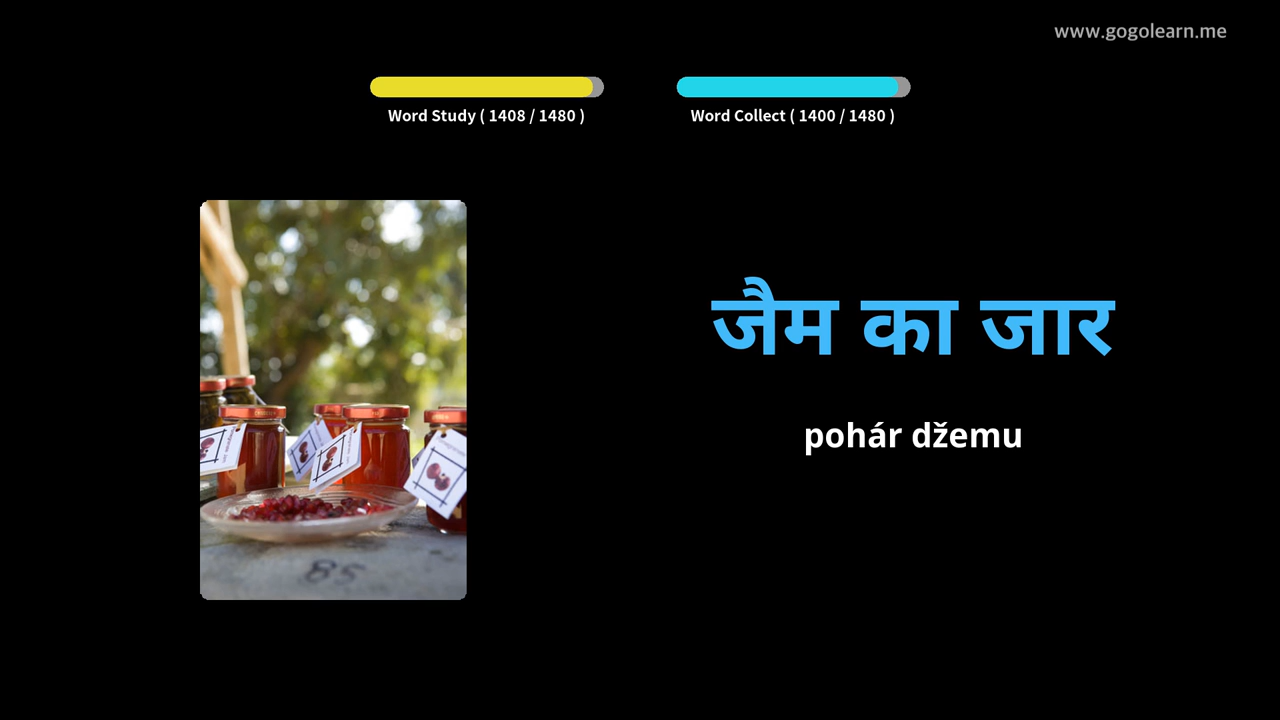 www.gogolearn.me
Word Study ( 1408 / 1480 )
Word Collect ( 1400 / 1480 )
जैम का जार
pohár džemu
85